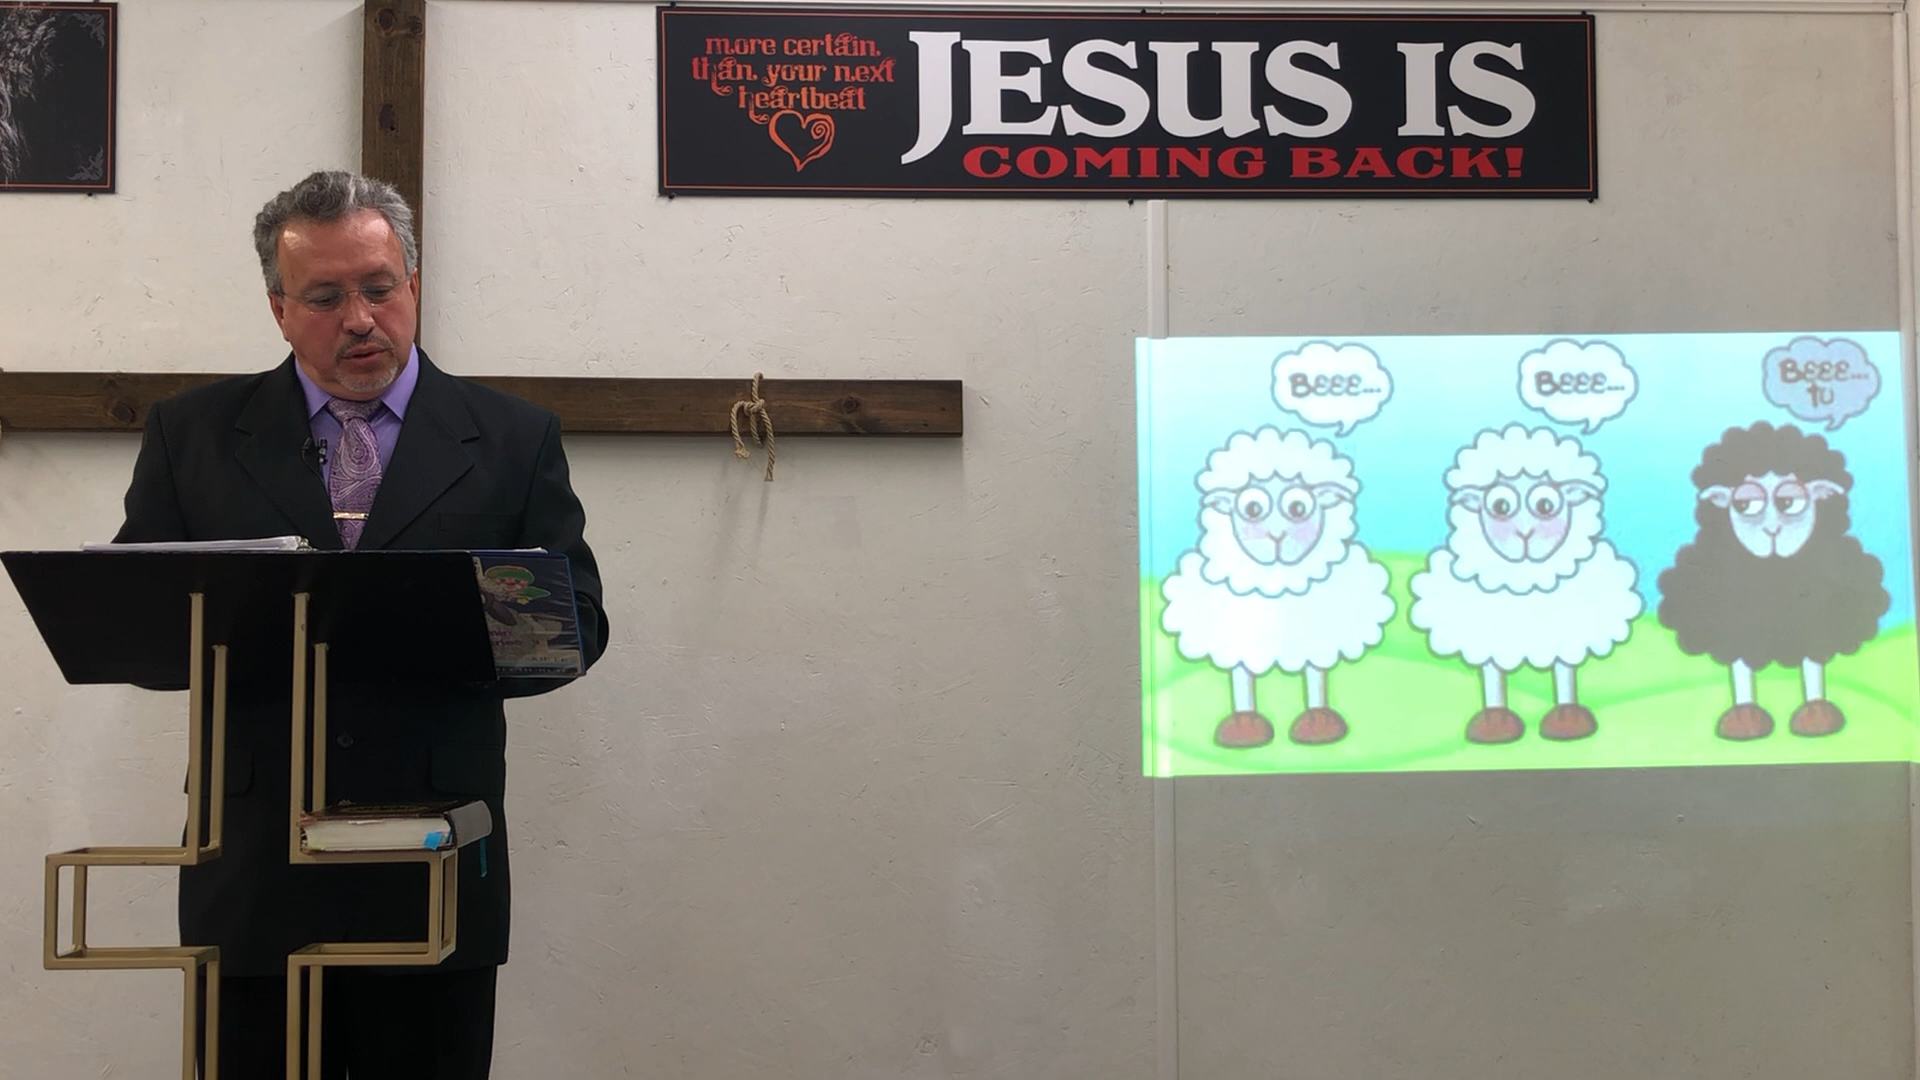 more certain
than your next
heartbeat
JESUS IS
COMING BACK!
BEEE...
BEEE...
BEEE...
TU